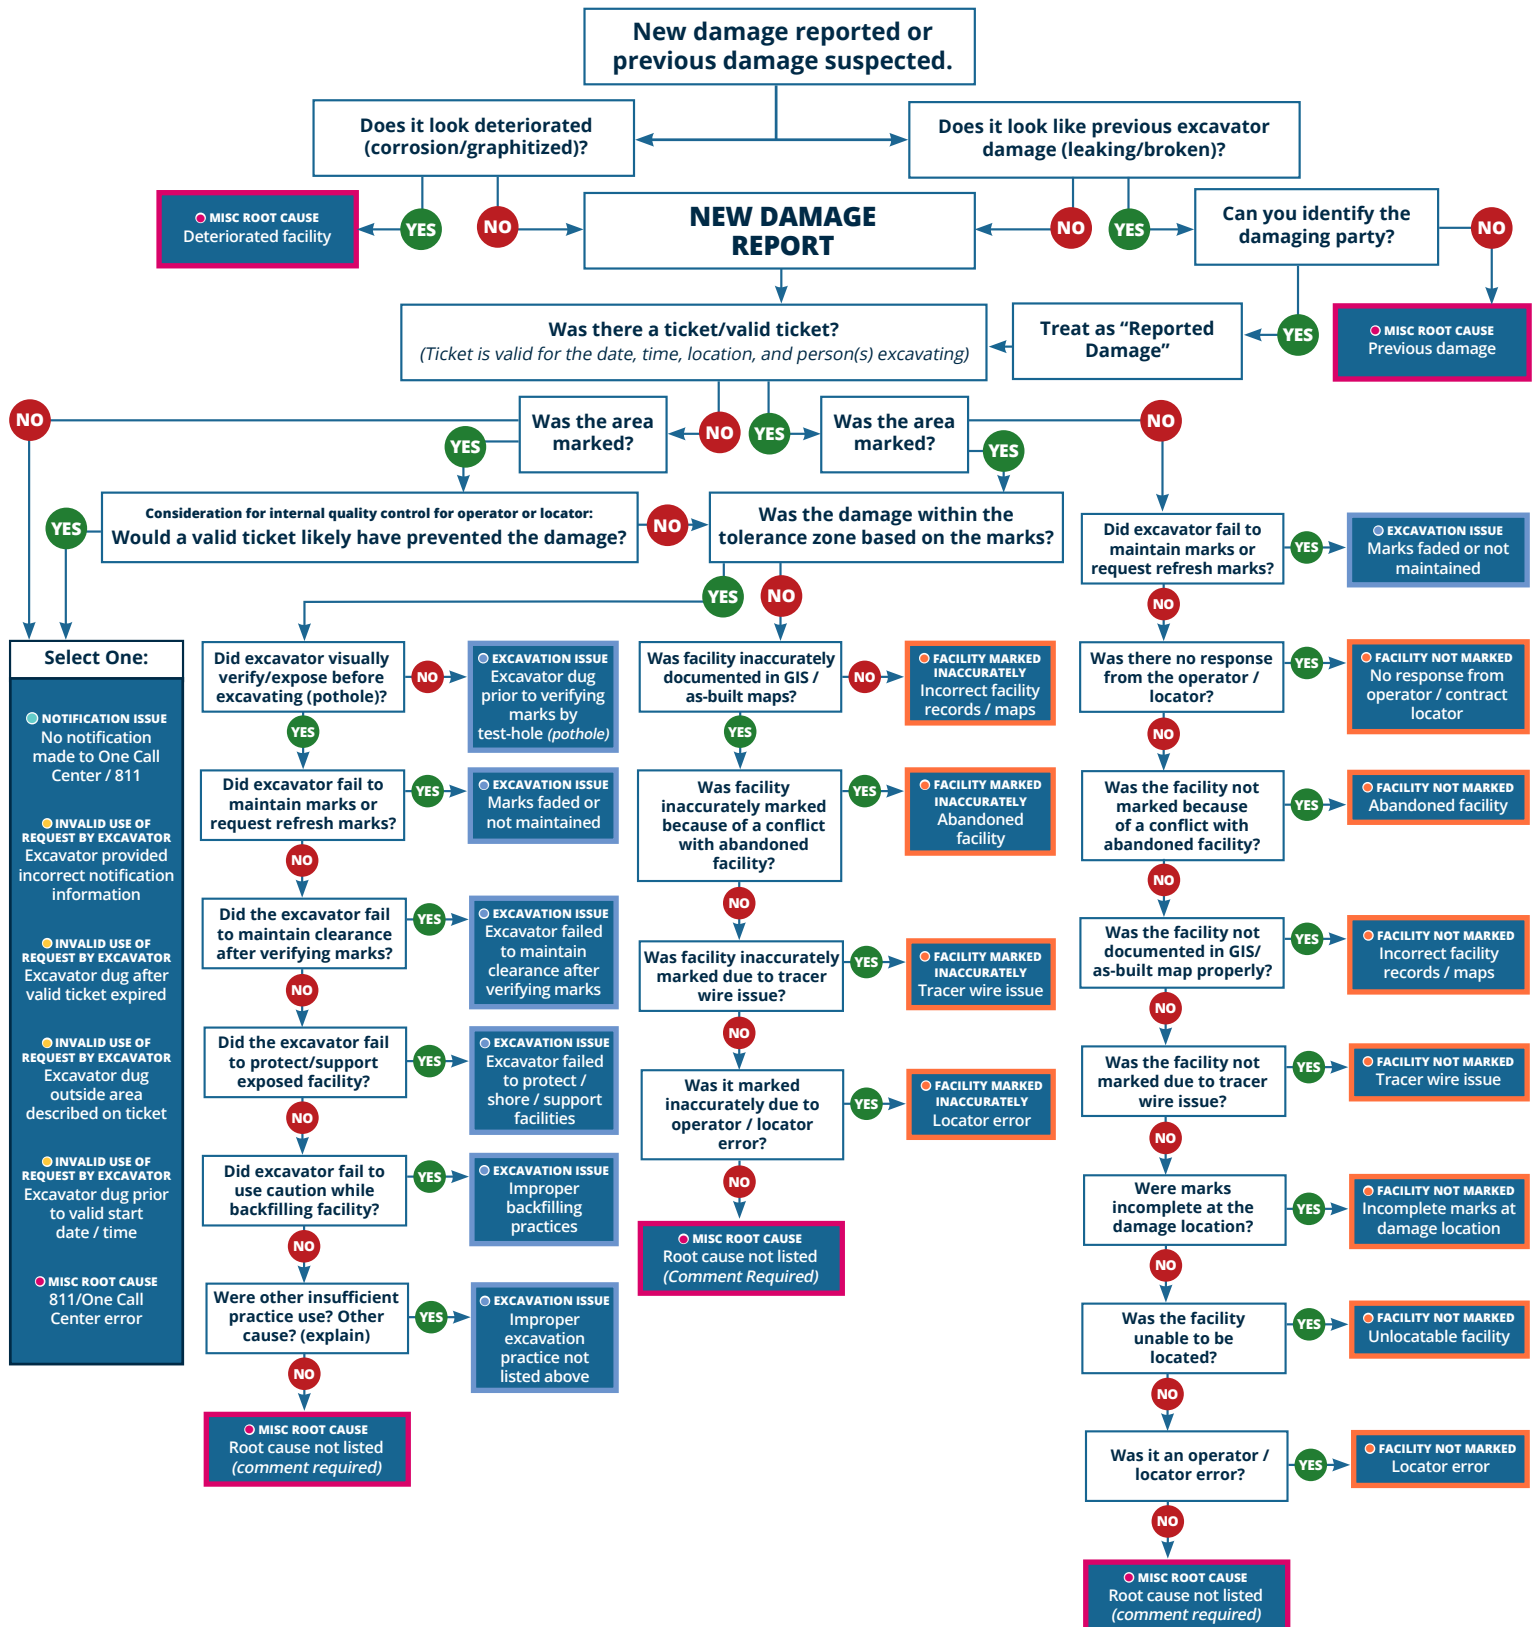 New damage reported or
previous damage suspected.
Does it look deteriorated
(corrosion/graphitized)?
Does it look like previous excavator
damage (leaking/broken)?
MISC ROOT CAUSE
Deteriorated facility
YES
NO
NEW DAMAGE
REPORT
NO
YES
Can you identify the
damaging party?
NO
Was there a ticket/valid ticket?
(Ticket is valid for the date, time, location, and person(s) excavating)
Treat as “Reported
Damage”
YES
MISC ROOT CAUSE
Previous damage
NO
YES
Was the area
marked?
NO
YES
Was the area
marked?
YES
NO
YES
Consideration for internal quality control for operator or locator:
Would a valid ticket likely have prevented the damage?
NO
Was the damage within the
tolerance zone based on the marks?
YES
NO
Select One:
NOTIFICATION ISSUE
No notification
made to One Call
Center / 811
INVALID USE OF
REQUEST BY EXCAVATOR
Excavator provided
incorrect notification
information
INVALID USE OF
REQUEST BY EXCAVATOR
Excavator dug after
valid ticket expired
INVALID USE OF
REQUEST BY EXCAVATOR
Excavator dug
outside area
described on ticket
INVALID USE OF
REQUEST BY EXCAVATOR
Excavator dug prior
to valid start
date / time
MISC ROOT CAUSE
811/One Call
Center error
Did excavator visually
verify/expose before
excavating (pothole)?
NO
EXCAVATION ISSUE
Excavator dug
prior to verifying
marks by
test-hole (pothole)
YES
Did excavator fail to
maintain marks or
request refresh marks?
YES
EXCAVATION ISSUE
Marks faded or
not maintained
NO
Did the excavator fail
to maintain clearance
after verifying marks?
YES
EXCAVATION ISSUE
Excavator failed
to maintain
clearance after
verifying marks
NO
Did the excavator fail
to protect/support
exposed facility?
YES
EXCAVATION ISSUE
Excavator failed
to protect /
shore / support
facilities
NO
Did excavator fail to
use caution while
backfilling facility?
YES
EXCAVATION ISSUE
Improper
backfilling
practices
NO
Were other insufficient
practice use? Other
cause? (explain)
YES
EXCAVATION ISSUE
Improper
excavation
practice not
listed above
NO
MISC ROOT CAUSE
Root cause not listed
(comment required)
Was facility inaccurately
documented in GIS /
as-built maps?
NO
FACILITY MARKED
INACCURATELY
Incorrect facility
records / maps
YES
Was facility
inaccurately marked
because of a conflict
with abandoned
facility?
YES
FACILITY MARKED
INACCURATELY
Abandoned
facility
NO
Was facility inaccurately
marked due to tracer
wire issue?
YES
FACILITY MARKED
INACCURATELY
Tracer wire issue
NO
Was it marked
inaccurately due to
operator / locator
error?
YES
FACILITY MARKED
INACCURATELY
Locator error
NO
MISC ROOT CAUSE
Root cause not listed
(Comment Required)
Did excavator fail to
maintain marks or
request refresh marks?
YES
EXCAVATION ISSUE
Marks faded or not
maintained
NO
Was there no response
from the operator /
locator?
YES
FACILITY NOT MARKED
No response from
operator / contract
locator
NO
Was the facility not
marked because
of a conflict with
abandoned facility?
YES
FACILITY NOT MARKED
Abandoned facility
NO
Was the facility not
documented in GIS/
as-built map properly?
YES
FACILITY NOT MARKED
Incorrect facility
records / maps
NO
Was the facility not
marked due to tracer
wire issue?
YES
FACILITY NOT MARKED
Tracer wire issue
NO
Were marks
incomplete at the
damage location?
YES
FACILITY NOT MARKED
Incomplete marks at
damage location
NO
Was the facility
unable to be
located?
YES
FACILITY NOT MARKED
Unlocatable facility
NO
Was it an operator /
locator error?
YES
FACILITY NOT MARKED
Locator error
NO
MISC ROOT CAUSE
Root cause not listed
(comment required)